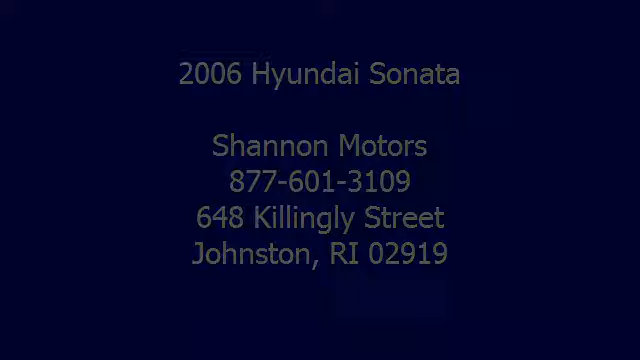 2006 Hyundai Sonata
Shannon Motors
877-601-3109
648 Killingly Street
Johnston, RI 02919